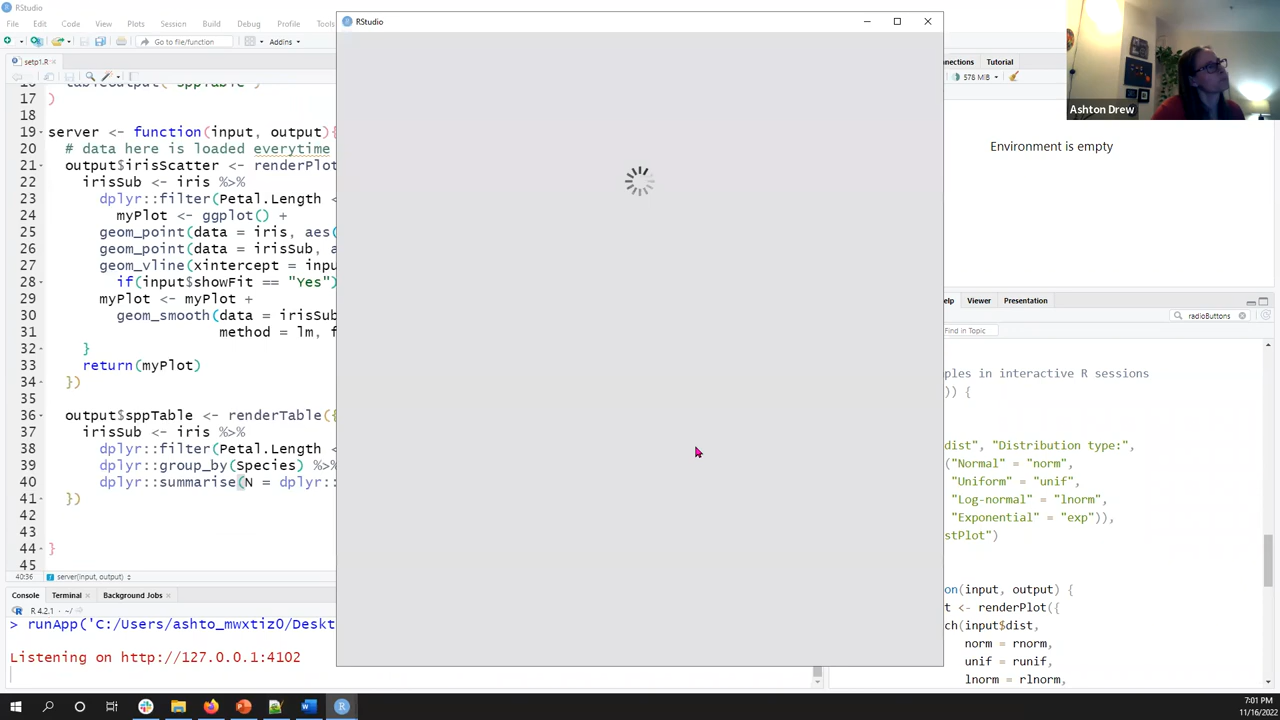 RStudio
File Edit Code View Plots Session Build Debug Profile Tools
Go to file/function
Addins
setp1.R
16 tableOutput("sppTable")
17 )
18
19 server <- function(input, output){
20 # data here is loaded everytime
21 output$irisScatter <- renderPlot
22 irisSub <- iris %>%
23 dplyr::filter(Petal.Length <
24 myPlot <- ggplot() +
25 geom_point(data = iris, aes(
26 geom_point(data = irisSub, a
27 geom_vline(xintercept = inpu
28 if(input$showFit == "Yes")
29 myPlot <- myPlot +
30 geom_smooth(data = irisSub
31 method = lm, f
32 }
33 return(myPlot)
34 })
35
36 output$sppTable <- renderTable({
37 irisSub <- iris %>%
38 dplyr::filter(Petal.Length <
39 dplyr::group_by(Species) %>%
40 dplyr::summarise(N = dplyr::
41 })
42
43
44 }
45
40:36 server(input, output)
Console Terminal Background Jobs
R 4.2.1 · ~/
> runApp('C:/Users/ashto_mwxtiz0/Deskt
Listening on http://127.0.0.1:4102
RStudio
nnections Tutorial
578 MiB
Environment is empty
Ashton Drew
elp Viewer Presentation
radioButtons
Find in Topic
ples in interactive R sessions
)) {
dist", "Distribution type:",
("Normal" = "norm",
"Uniform" = "unif",
"Log-normal" = "lnorm",
"Exponential" = "exp")),
stPlot")
on(input, output) {
t <- renderPlot({
ch(input$dist,
norm = rnorm,
unif = runif,
lnorm = rlnorm,
7:01 PM
11/16/2022